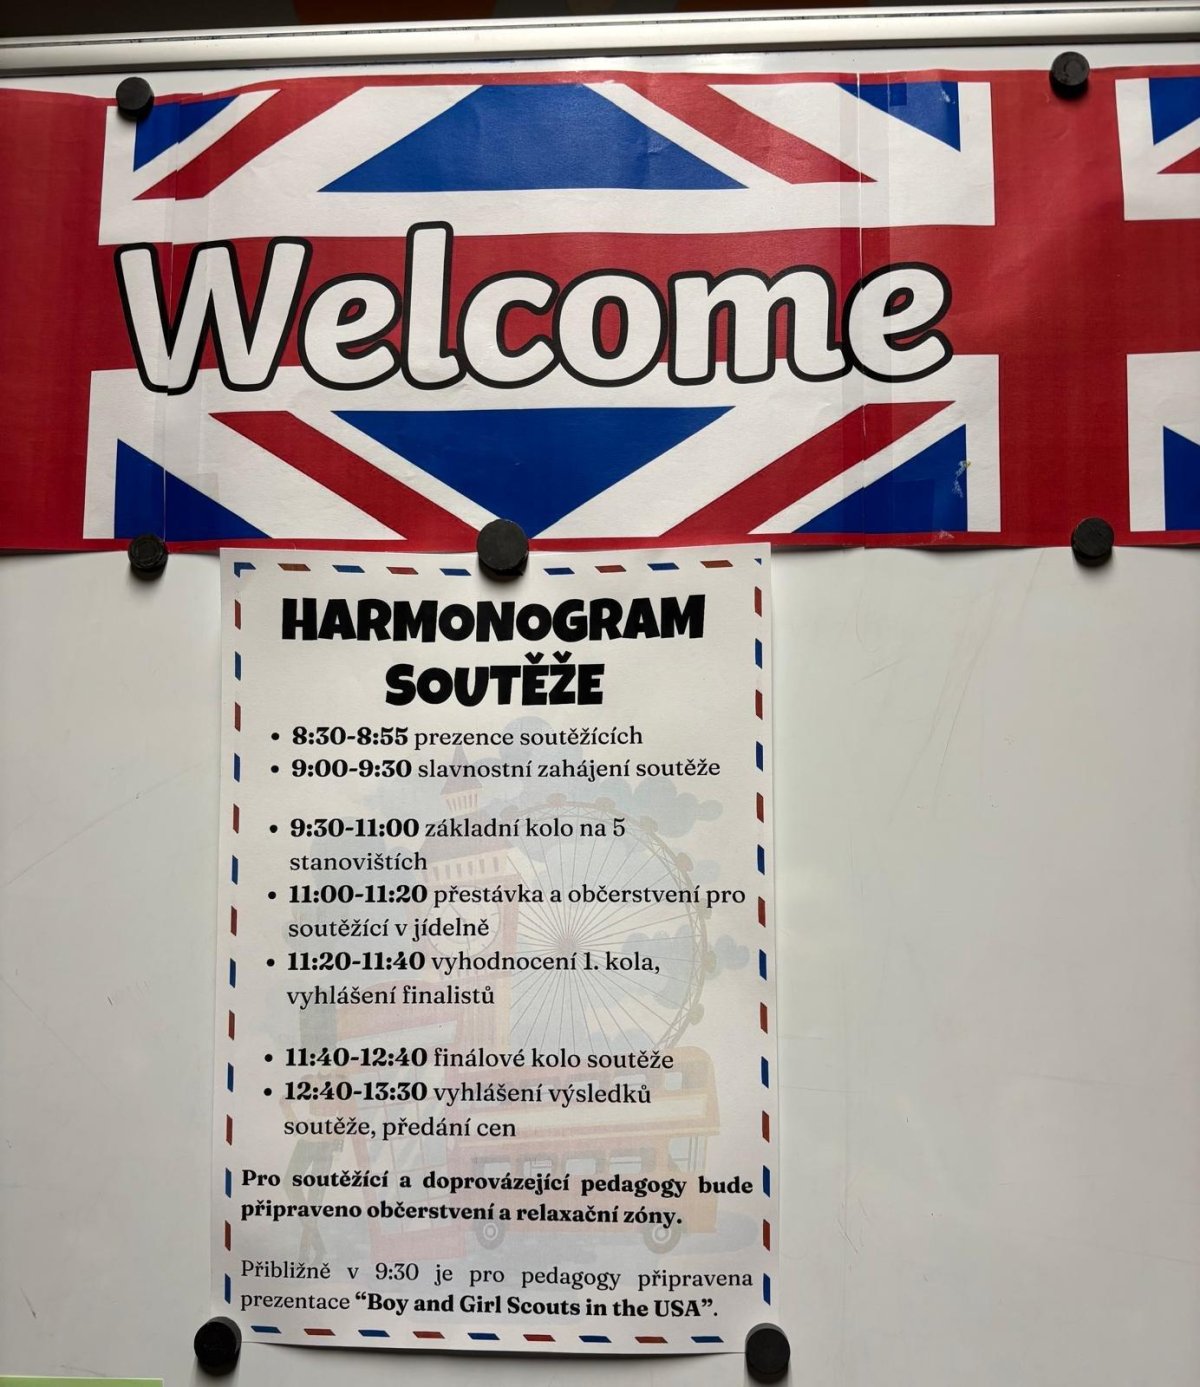 Welcome
HARMONOGRAM
SOUTĚŽE
• 8:30-8:55 prezence soutěžících
• 9:00-9:30 slavnostní zahájení soutěže
• 9:30-11:00 základní kolo na 5
stanovištích
• 11:00-11:20 přestávka a občerstvení pro
soutěžící v jídelně
• 11:20-11:40 vyhodnocení 1. kola,
vyhlášení finalistů
• 11:40-12:40 finálové kolo soutěže
• 12:40-13:30 vyhlášení výsledků
soutěže, předání cen
Pro soutěžící a doprovázející pedagogy bude
připraveno občerstvení a relaxační zóny.
Přibližně v 9:30 je pro pedagogy připravena
prezentace “Boy and Girl Scouts in the USA”.